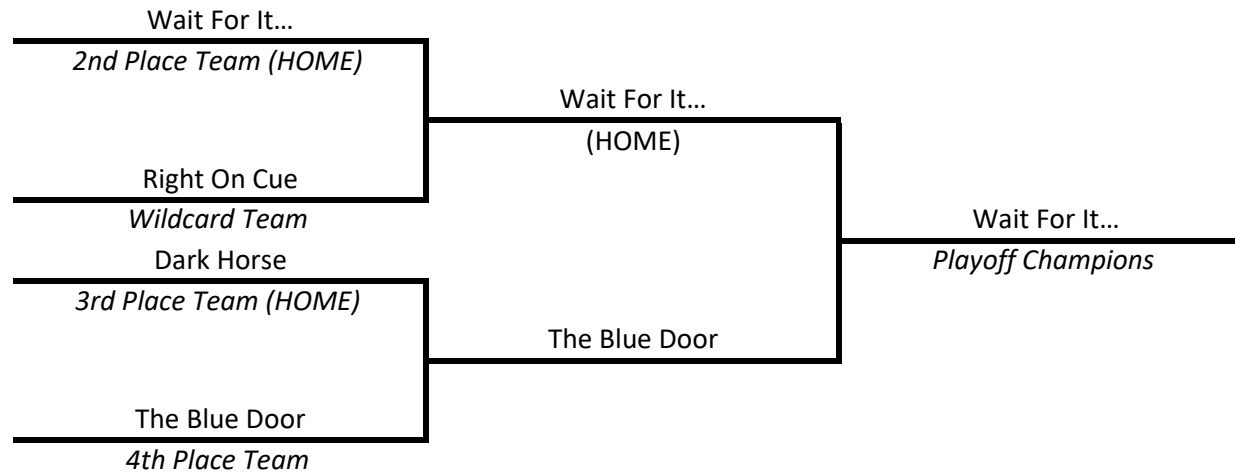 Wait For It…
2nd Place Team (HOME)
Wait For It…
(HOME)
Right On Cue
Wildcard Team
Wait For It…
Playoff Champions
Dark Horse
3rd Place Team (HOME)
The Blue Door
The Blue Door
4th Place Team